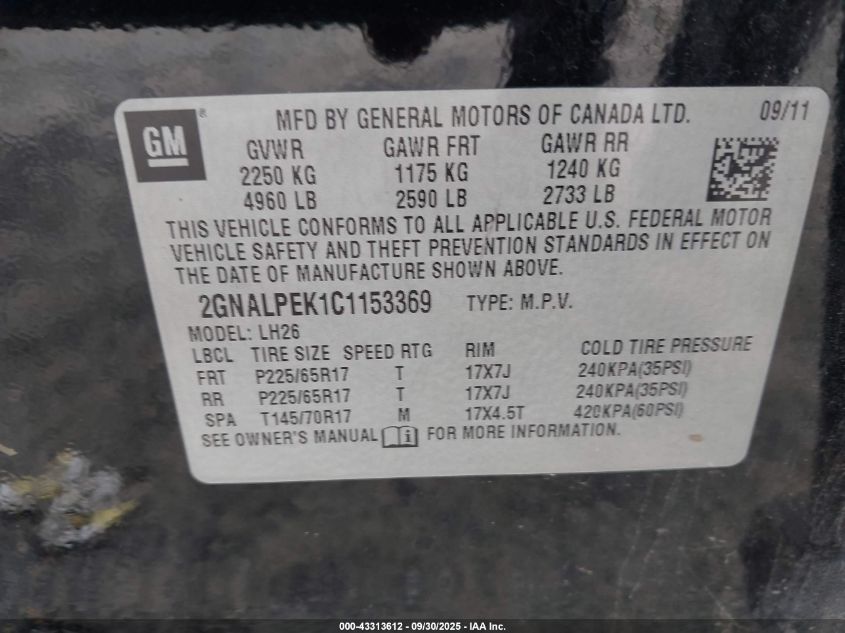 GM ®
MFD BY GENERAL MOTORS OF CANADA LTD. 09/11
GVWR GAWR FRT GAWR RR
2250 KG 1175 KG 1240 KG
4960 LB 2590 LB 2733 LB
THIS VEHICLE CONFORMS TO ALL APPLICABLE U.S. FEDERAL MOTOR
VEHICLE SAFETY AND THEFT PREVENTION STANDARDS IN EFFECT ON
THE DATE OF MANUFACTURE SHOWN ABOVE.
2GNALPEK1C1153369 TYPE: M.P.V.
MODEL: LH26
LBCL TIRE SIZE SPEED RTG RIM COLD TIRE PRESSURE
FRT P225/65R17 T 17X7J 240KPA(35PSI)
RR P225/65R17 T 17X7J 240KPA(35PSI)
SPA T145/70R17 M 17X4.5T 420KPA(60PSI)
SEE OWNER'S MANUAL i FOR MORE INFORMATION.
000-43313612 - 09/30/2025 - IAA Inc.